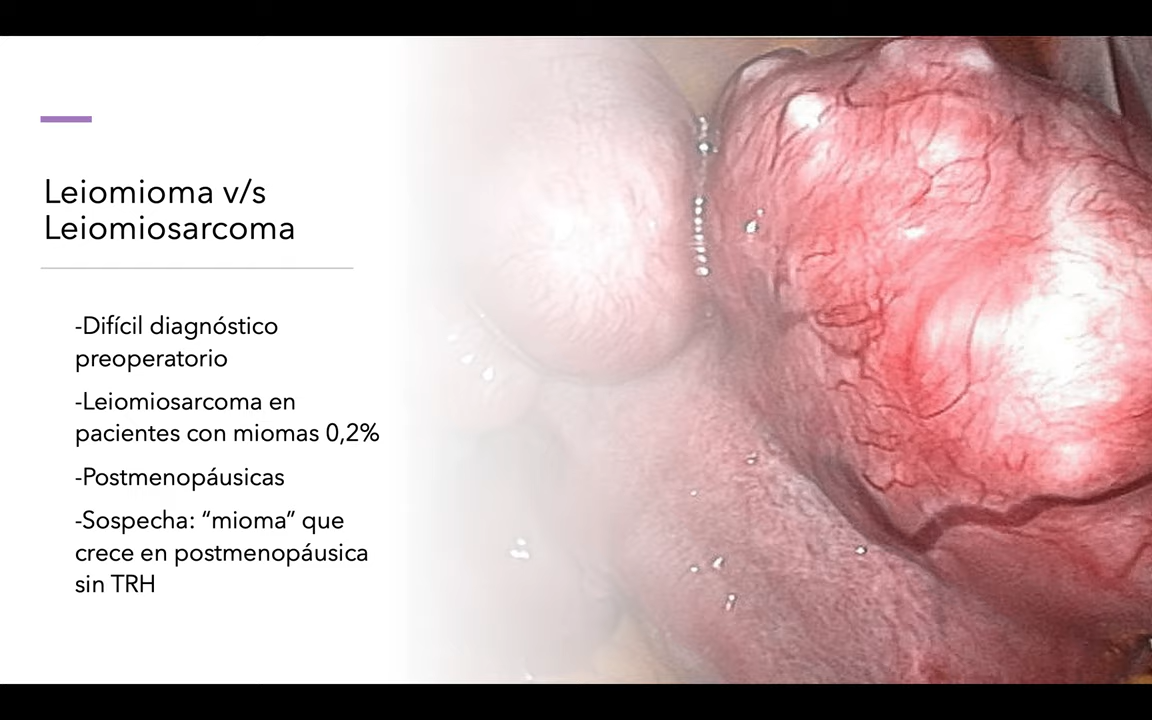 Leiomioma v/s
Leiomiosarcoma
-Difícil diagnóstico
preoperatorio
-Leiomiosarcoma en
pacientes con miomas 0,2%
-Postmenopáusicas
-Sospecha: “mioma” que
crece en postmenopáusica
sin TRH